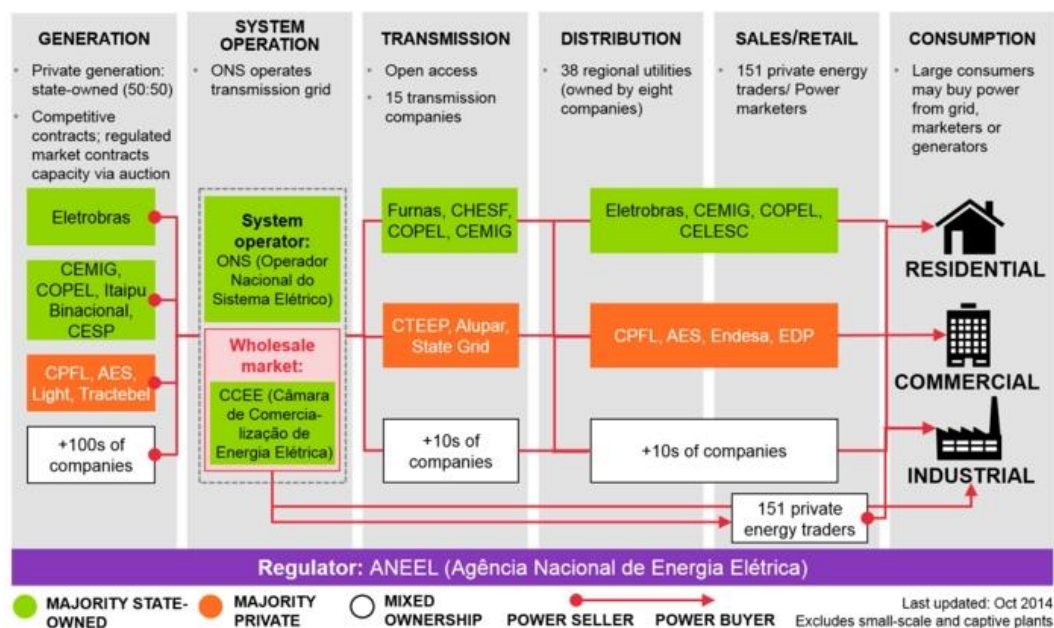 GENERATION
• Private generation:
state-owned (50:50)
• Competitive
contracts; regulated
market contracts
capacity via auction
Eletrobras
CEMIG,
COPEL, Itaipu
Binacional,
CESP
CPFL, AES,
Light, Tractebel
+100s of
companies
SYSTEM
OPERATION
• ONS operates
transmission grid
System
operator:
ONS (Operador
Nacional do
Sistema Elétrico)
Wholesale
market:
CCEE (Câmara
de Comercia-
lização de
Energia Elétrica)
TRANSMISSION
• Open access
• 15 transmission
companies
Furnas, CHESF,
COPEL, CEMIG
CTEEP, Alupar,
State Grid
+10s of
companies
DISTRIBUTION
• 38 regional utilities
(owned by eight
companies)
SALES/RETAIL
• 151 private energy
traders/ Power
marketers
Eletrobras, CEMIG, COPEL,
CELESC
CPFL, AES, Endesa, EDP
+10s of companies
151 private
energy traders
CONSUMPTION
• Large consumers
may buy power
from grid,
marketers or
generators
RESIDENTIAL
COMMERCIAL
INDUSTRIAL
Regulator: ANEEL (Agência Nacional de Energia Elétrica)
MAJORITY STATE-
OWNED
MAJORITY
PRIVATE
MIXED
OWNERSHIP
POWER SELLER
POWER BUYER
Last updated: Oct 2014
Excludes small-scale and captive plants